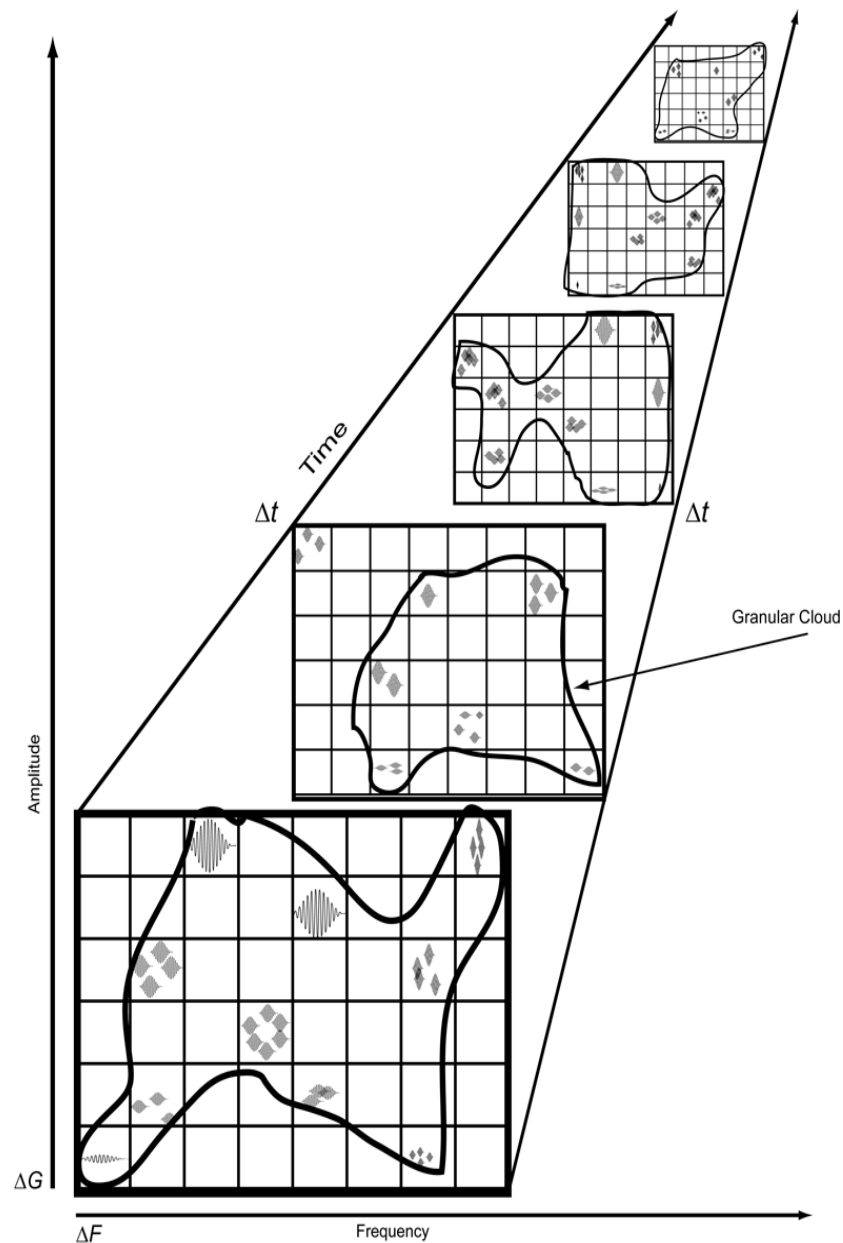 Time
Δt
Δt
Granular Cloud
Amplitude
ΔG
ΔF
Frequency